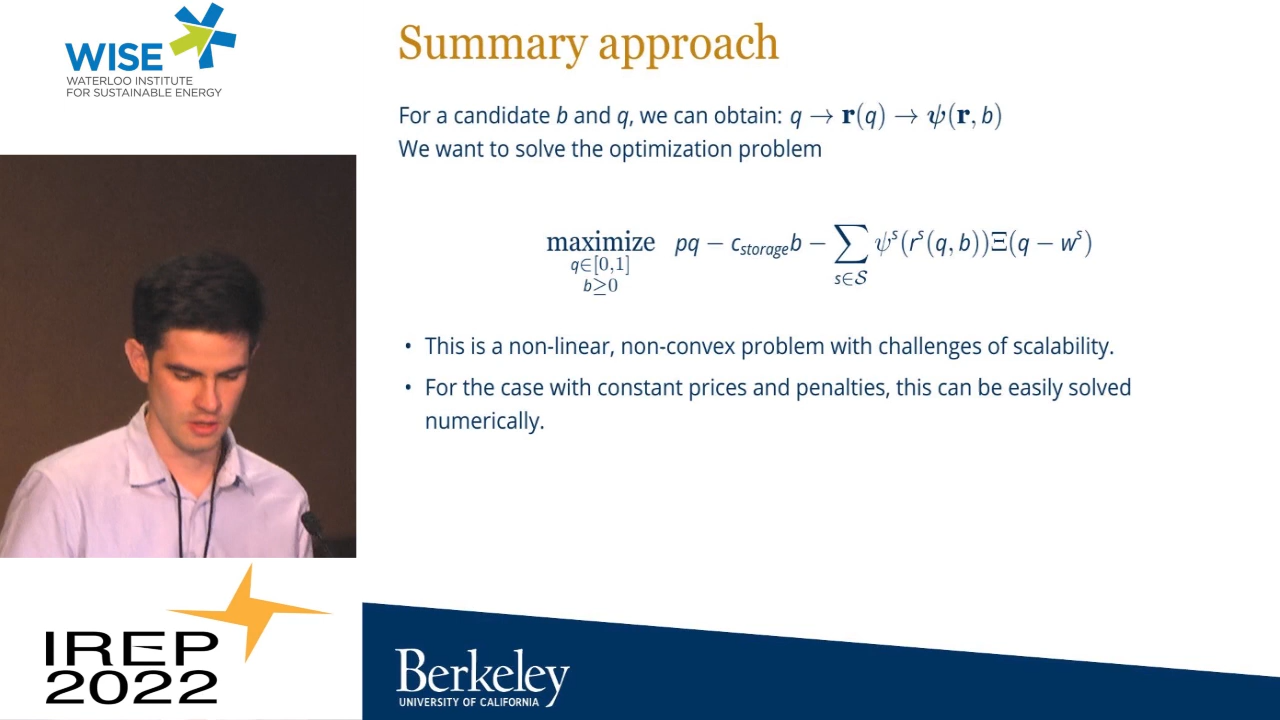 WISE
WATERLOO INSTITUTE
FOR SUSTAINABLE ENERGY
Summary approach
For a candidate b and q, we can obtain: q → r(q) → ψ(r, b)
We want to solve the optimization problem
maximize pq − c_storage b − ∑ ψ^s(r^s(q, b))Ξ(q − w^s)
q∈[0,1]
b≥0
s∈𝒮
• This is a non-linear, non-convex problem with challenges of scalability.
• For the case with constant prices and penalties, this can be easily solved
numerically.
IREP
2022
Berkeley
UNIVERSITY OF CALIFORNIA